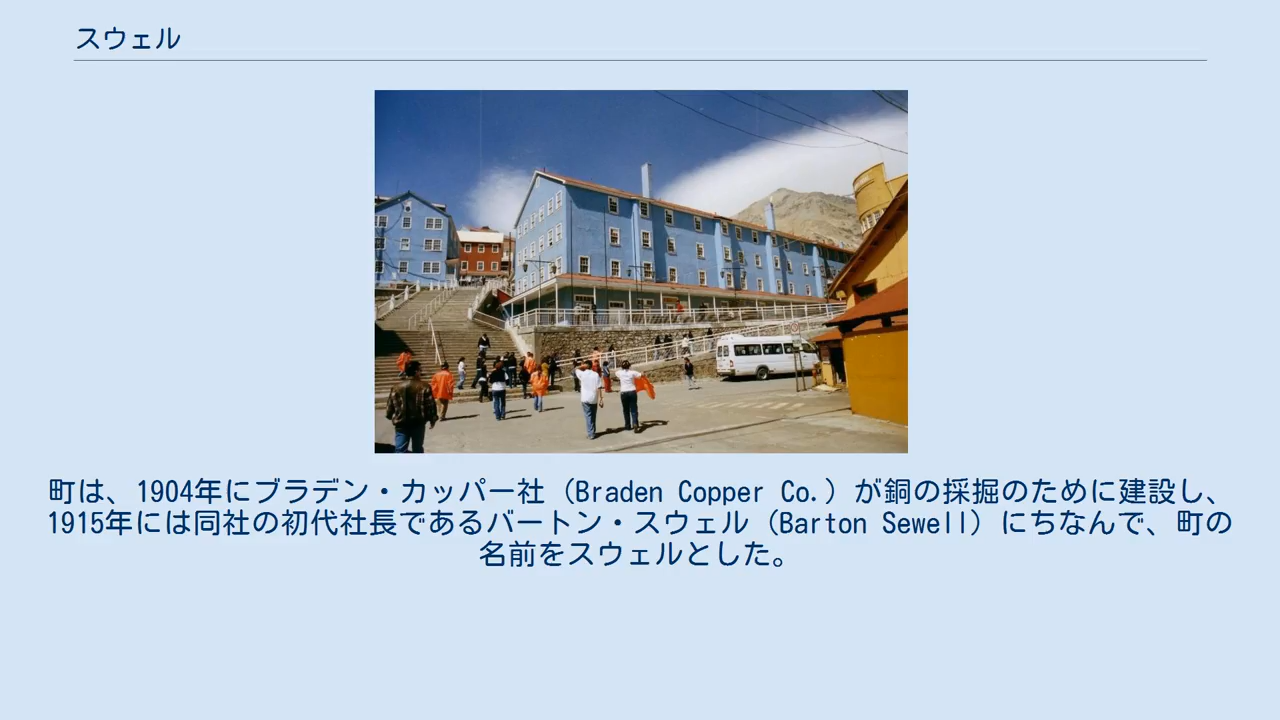 スウェル
町は、1904年にブラデン・カッパー社（Braden Copper Co.）が銅の採掘のために建設し、
1915年には同社の初代社長であるバートン・スウェル（Barton Sewell）にちなんで、町の
名前をスウェルとした。